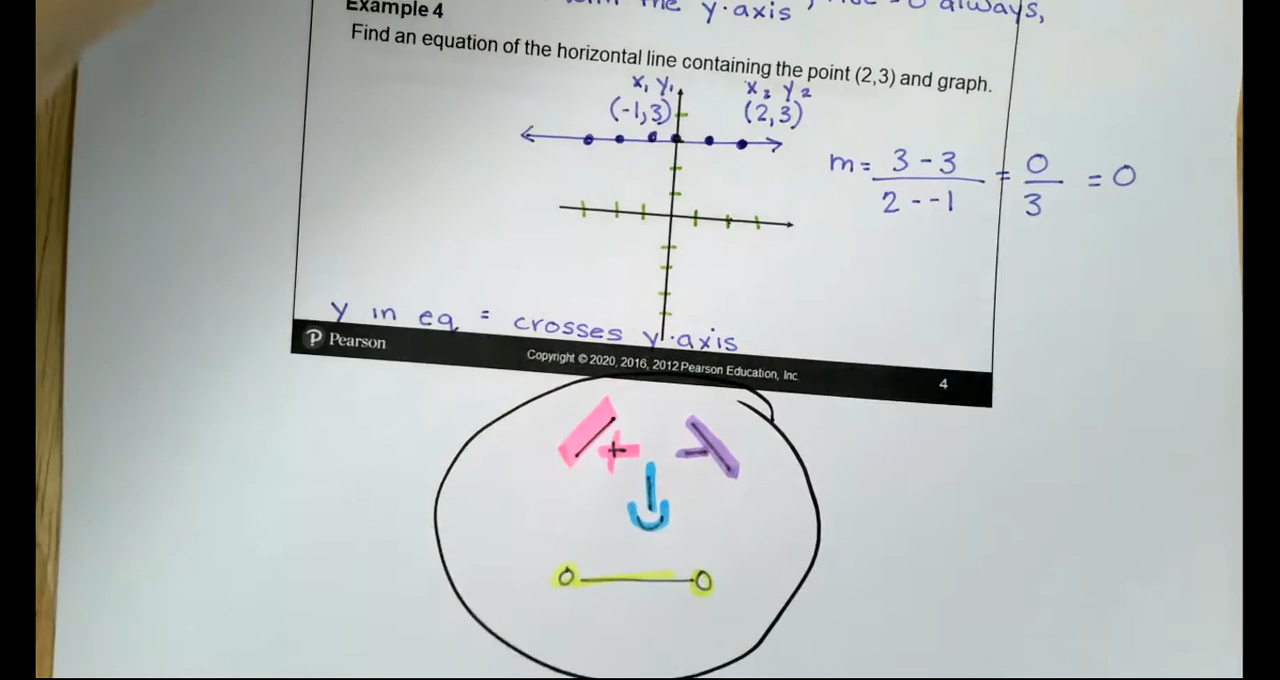 the y-axis
always,
Example 4
Find an equation of the horizontal line containing the point (2,3) and graph.
x₁ y₁
(-1,3)
x₂ y₂
(2,3)
m = 3 - 3 / 2 - -1 = 0 / 3 = 0
y in eq = crosses y-axis
Pearson
Copyright © 2020, 2016, 2012 Pearson Education, Inc.
4
+
-
U
0 0